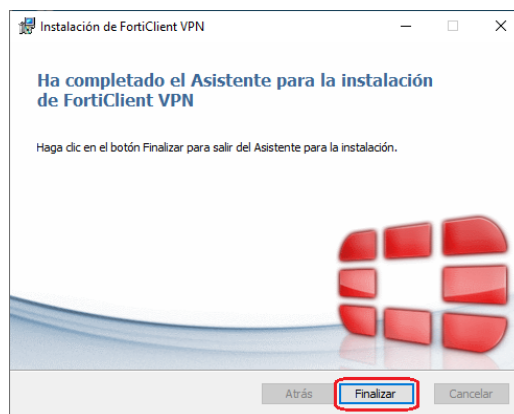 Instalación de FortiClient VPN
Ha completado el Asistente para la instalación
de FortiClient VPN
Haga clic en el botón Finalizar para salir del Asistente para la instalación.
Atrás
Finalizar
Cancelar